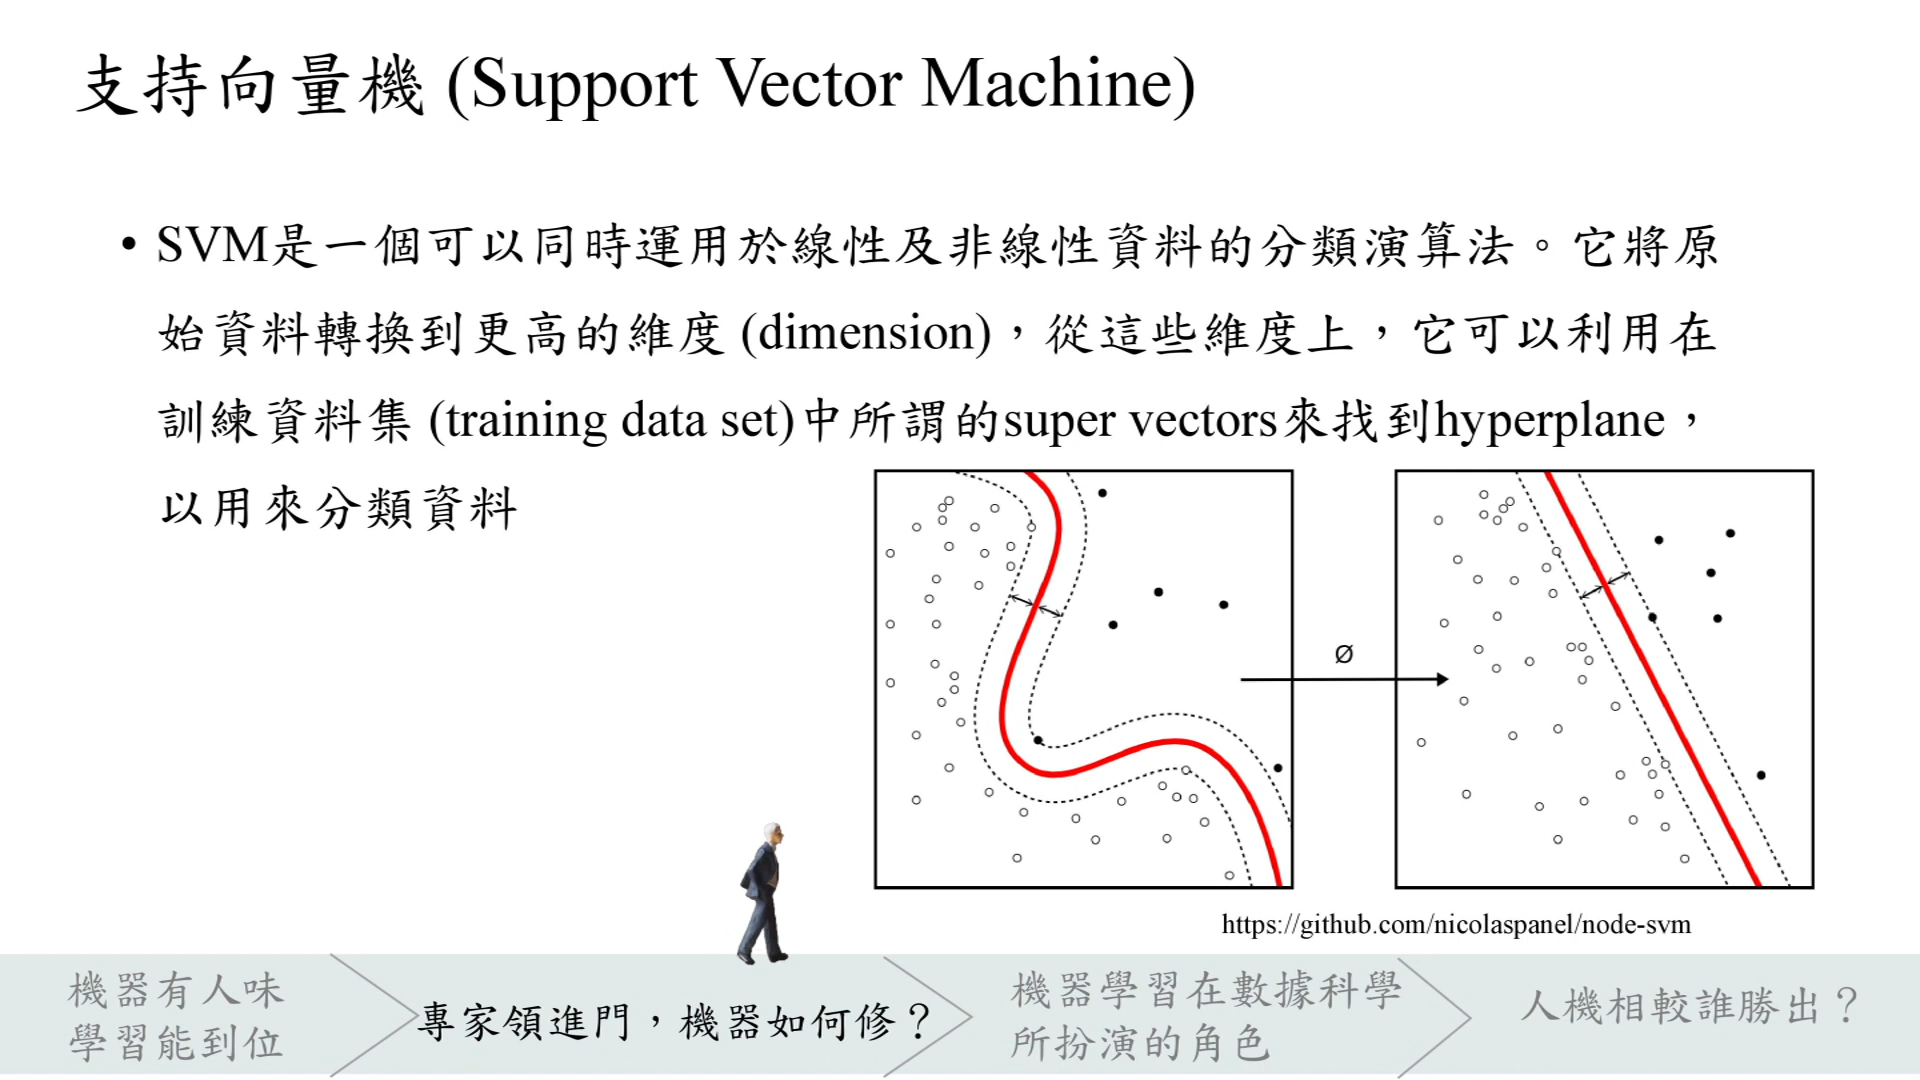 支持向量機 (Support Vector Machine)
• SVM是一個可以同時運用於線性及非線性資料的分類演算法。它將原
始資料轉換到更高的維度 (dimension)，從這些維度上，它可以利用在
訓練資料集 (training data set)中所謂的super vectors來找到hyperplane，
以用來分類資料
Ø
https://github.com/nicolaspanel/node-svm
機器有人味
學習能到位
專家領進門，機器如何修？
機器學習在數據科學
所扮演的角色
人機相較誰勝出？